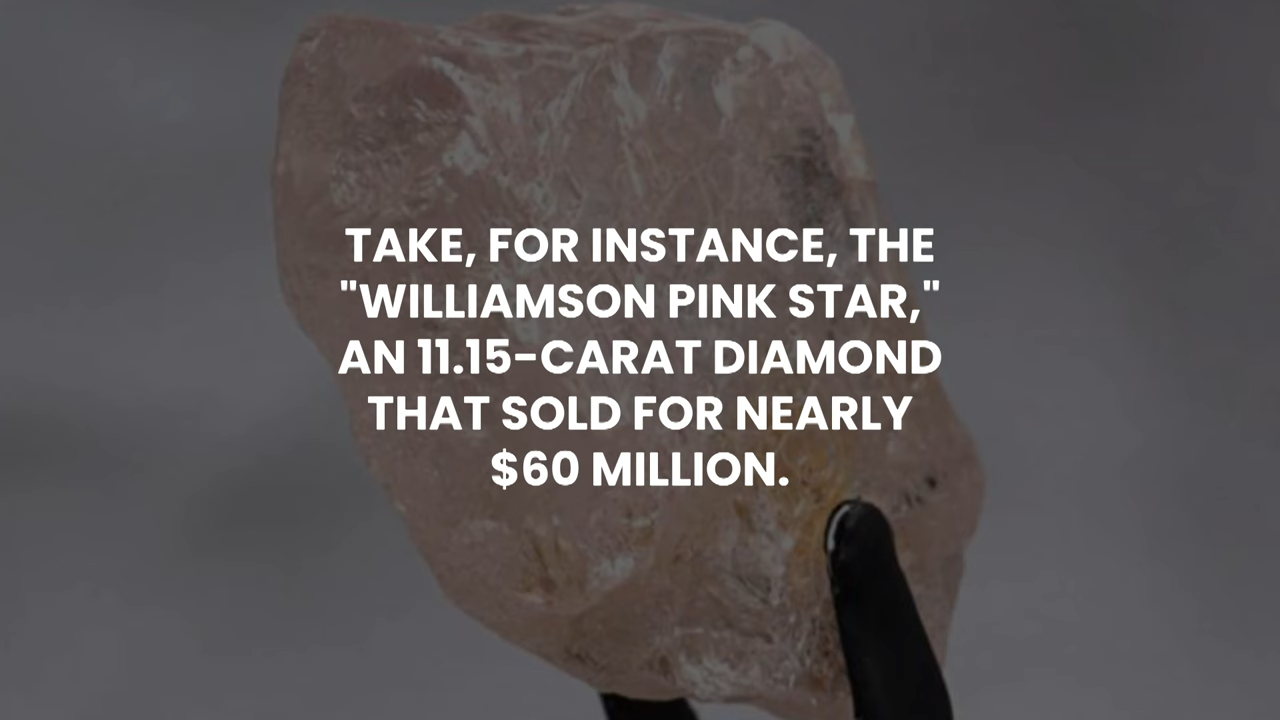 TAKE, FOR INSTANCE, THE
"WILLIAMSON PINK STAR,"
AN 11.15-CARAT DIAMOND
THAT SOLD FOR NEARLY
$60 MILLION.